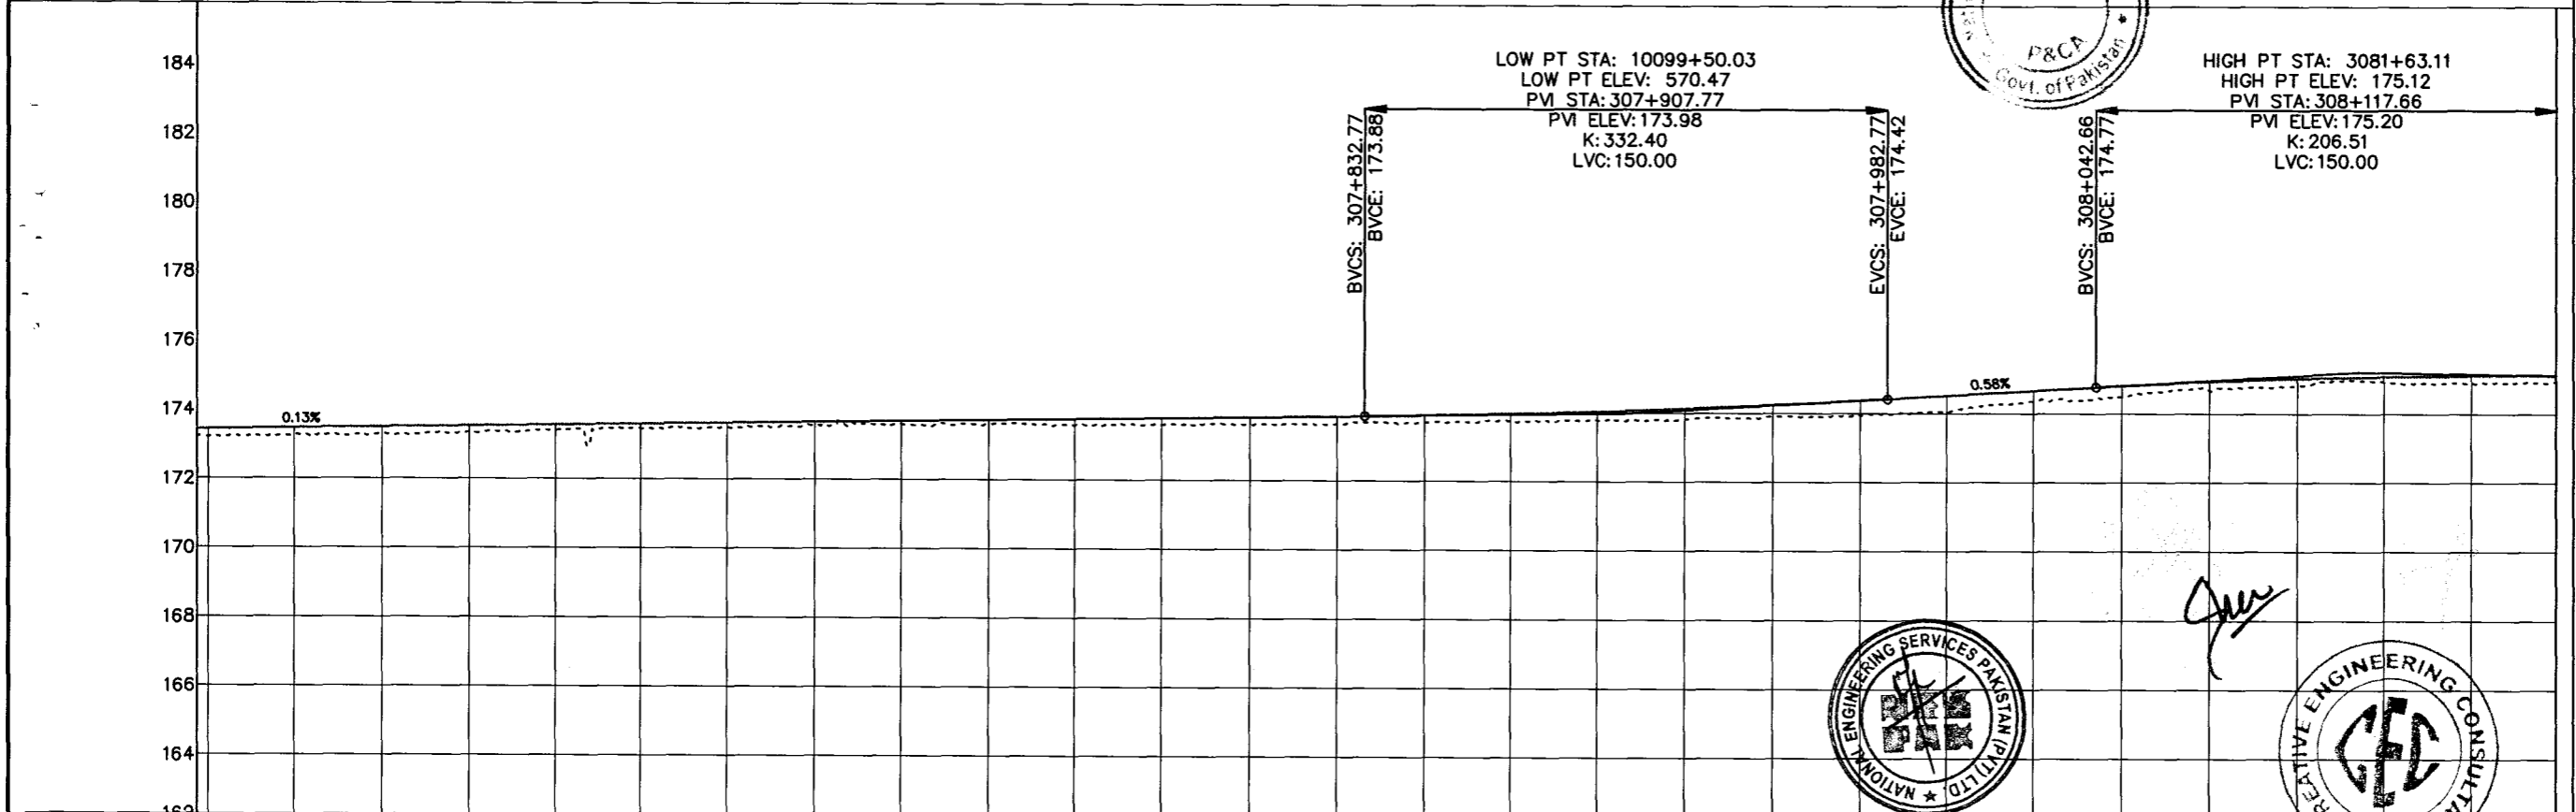 184
182
180
178
176
174
172
170
168
166
164
162
LOW PT STA: 10099+50.03
LOW PT ELEV: 570.47
PVI STA: 307+907.77
PVI ELEV: 173.98
K: 332.40
LVC: 150.00
HIGH PT STA: 3081+63.11
HIGH PT ELEV: 175.12
PVI STA: 308+117.66
PVI ELEV: 175.20
K: 206.51
LVC: 150.00
BVCS: 307+832.77
BVCE: 173.88
EVCS: 307+982.77
EVCE: 174.42
BVCS: 308+042.66
BVCE: 174.77
0.13%
0.58%
P&CA
Govt. of Pakistan
NATIONAL ENGINEERING SERVICES PAKISTAN (PVT) LTD.
ENGINEERING
CEC